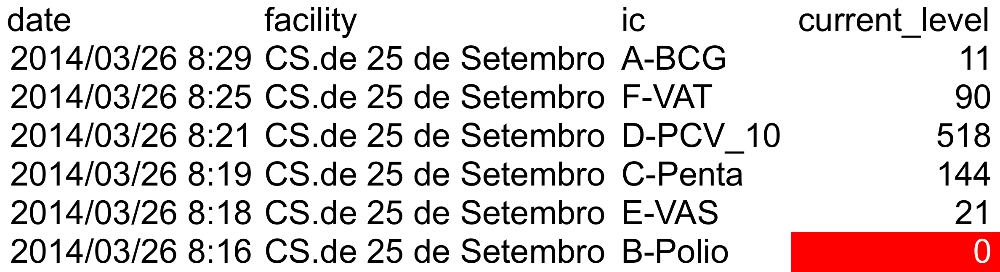 date facility ic current_level
2014/03/26 8:29 CS.de 25 de Setembro A-BCG 11
2014/03/26 8:25 CS.de 25 de Setembro F-VAT 90
2014/03/26 8:21 CS.de 25 de Setembro D-PCV_10 518
2014/03/26 8:19 CS.de 25 de Setembro C-Penta 144
2014/03/26 8:18 CS.de 25 de Setembro E-VAS 21
2014/03/26 8:16 CS.de 25 de Setembro B-Polio 0